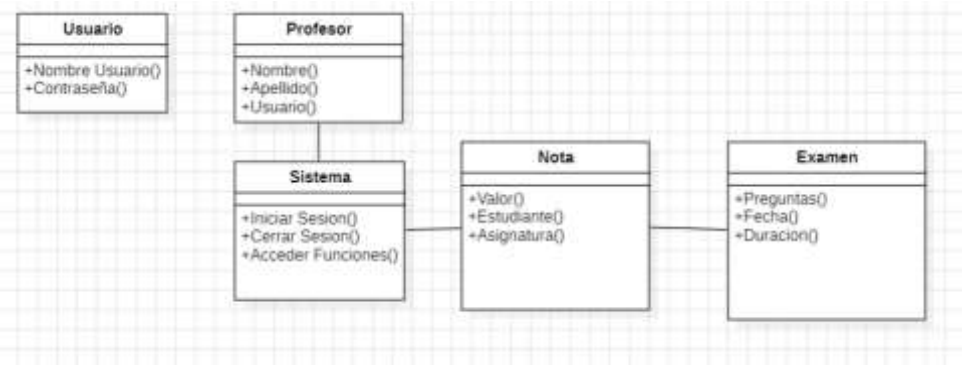 Usuario
+Nombre Usuario()
+Contraseña()
Profesor
+Nombre()
+Apellido()
+Usuario()
Sistema
+Iniciar Sesion()
+Cerrar Sesion()
+Acceder Funciones()
Nota
+Valor()
+Estudiante()
+Asignatura()
Examen
+Preguntas()
+Fecha()
+Duracion()